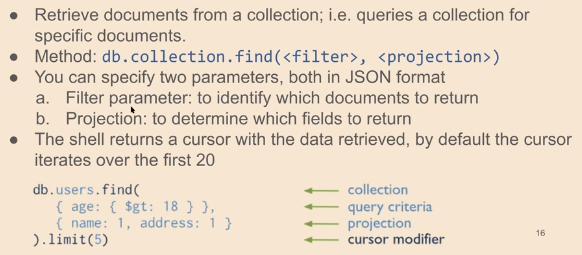 ● Retrieve documents from a collection; i.e. queries a collection for
specific documents.
● Method: db.collection.find(<filter>, <projection>)
● You can specify two parameters, both in JSON format
a. Filter parameter: to identify which documents to return
b. Projection: to determine which fields to return
● The shell returns a cursor with the data retrieved, by default the cursor
iterates over the first 20
db.users.find( collection
{ age: { $gt: 18 } }, query criteria
{ name: 1, address: 1 } projection
).limit(5) cursor modifier
16